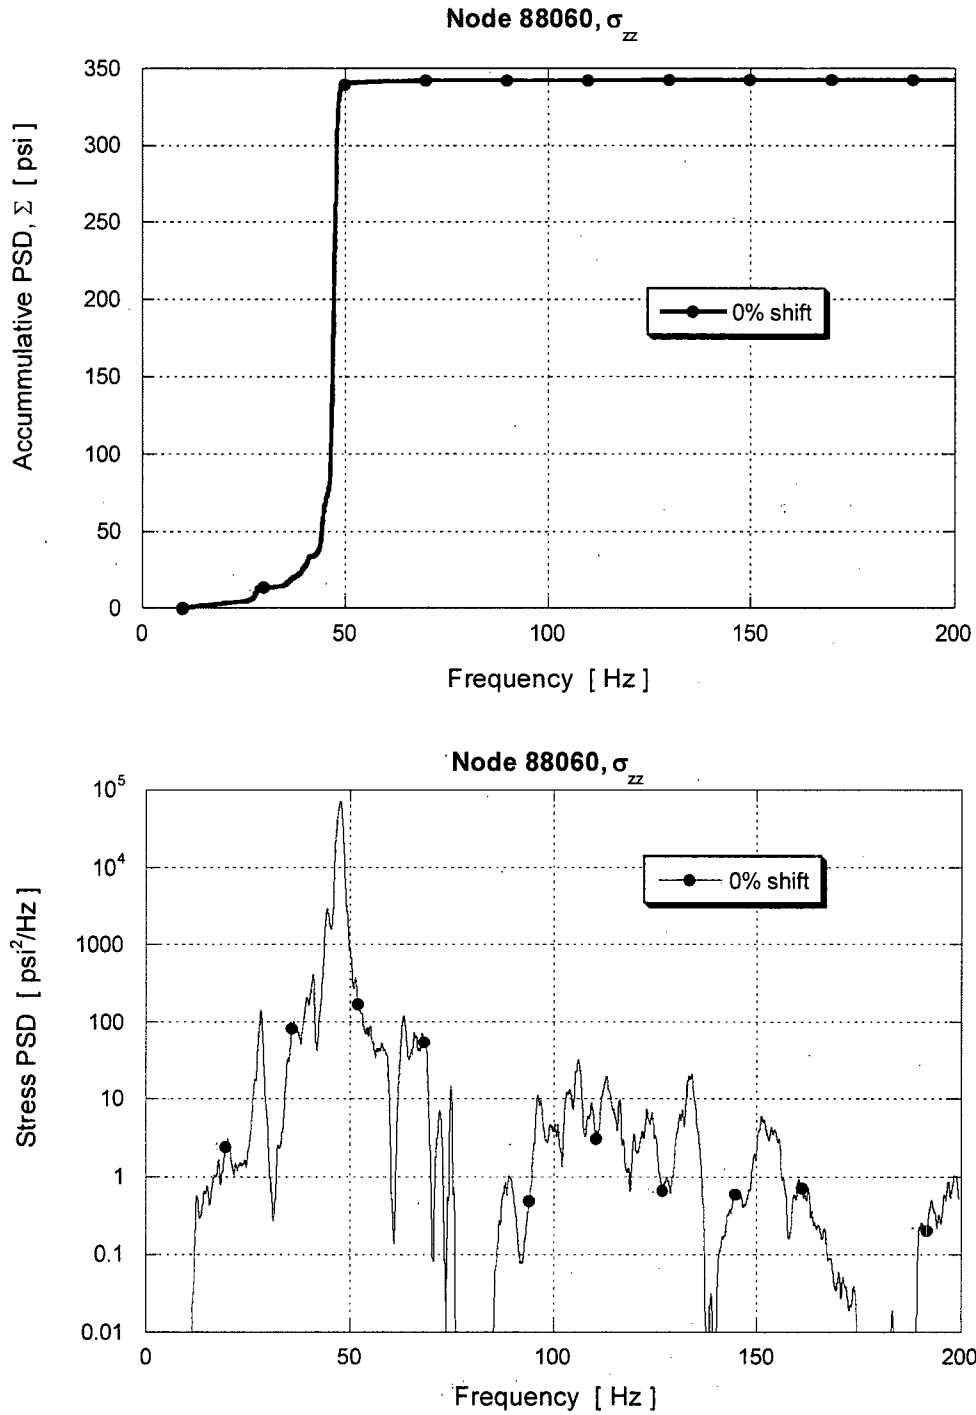 Node 88060, σzz
350
300
250
200
150
100
50
0
Accummulative PSD, Σ [ psi ]
0% shift
0 50 100 150 200
Frequency [ Hz ]
Node 88060, σzz
10^5
10^4
1000
100
10
1
0.1
0.01
Stress PSD [ psi^2/Hz ]
0% shift
0 50 100 150 200
Frequency [ Hz ]